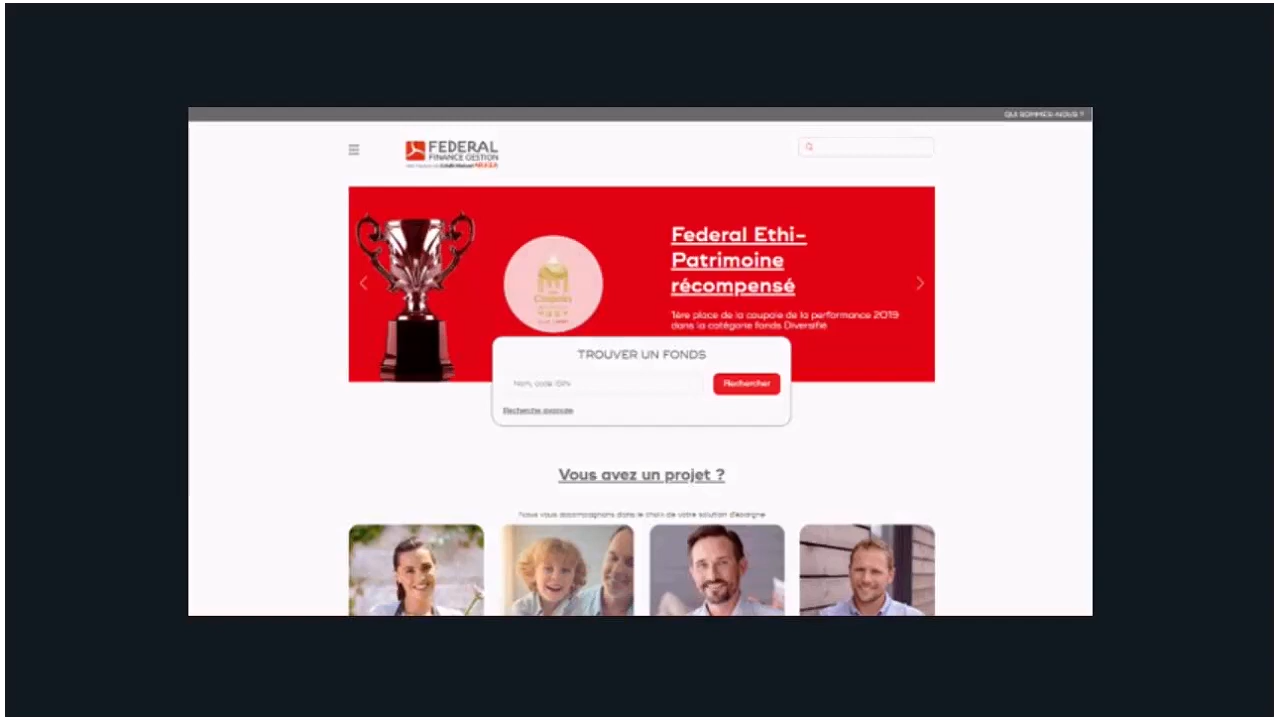 QUI SOMMES-NOUS ?
FEDERAL
FINANCE GESTION
ARKEA
Federal Ethi-
Patrimoine
récompensé
1ère place de la coupole de la performance 2019
dans la catégorie fonds Diversifié
Coupoles
TROUVER UN FONDS
Nom, code ISIN
Rechercher
Recherche avancée
Vous avez un projet ?
Nous vous accompagnons dans le choix de votre solution d'épargne